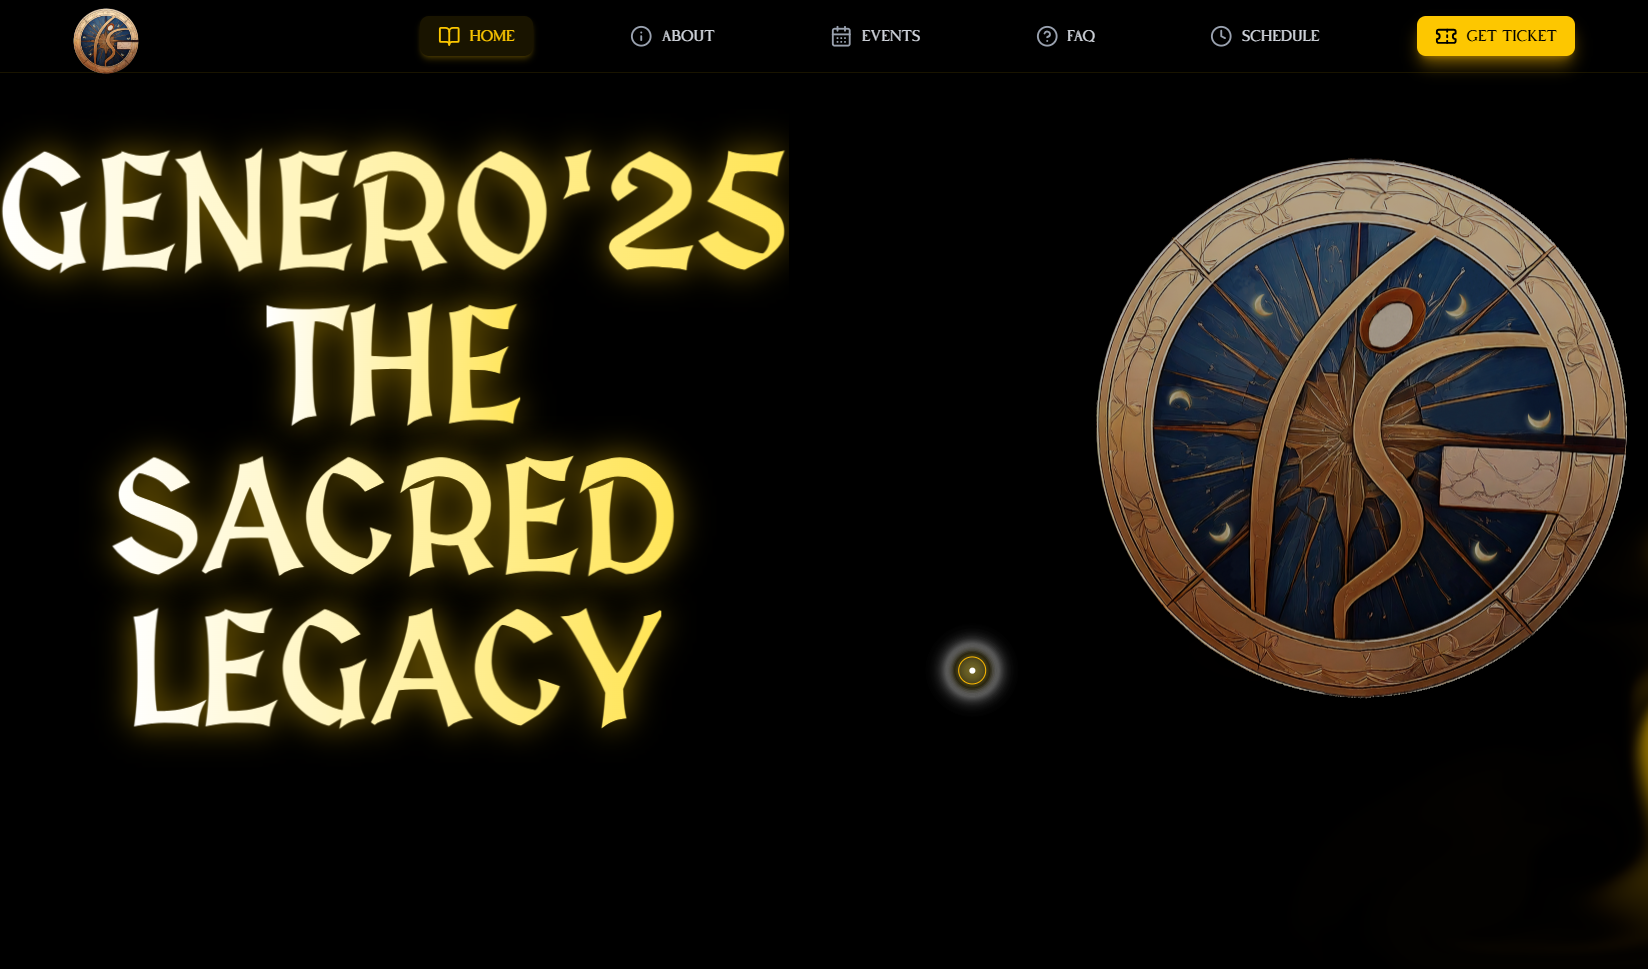 HOME
ABOUT
EVENTS
FAQ
SCHEDULE
GET TICKET
GENERO'25
THE
SACRED
LEGACY